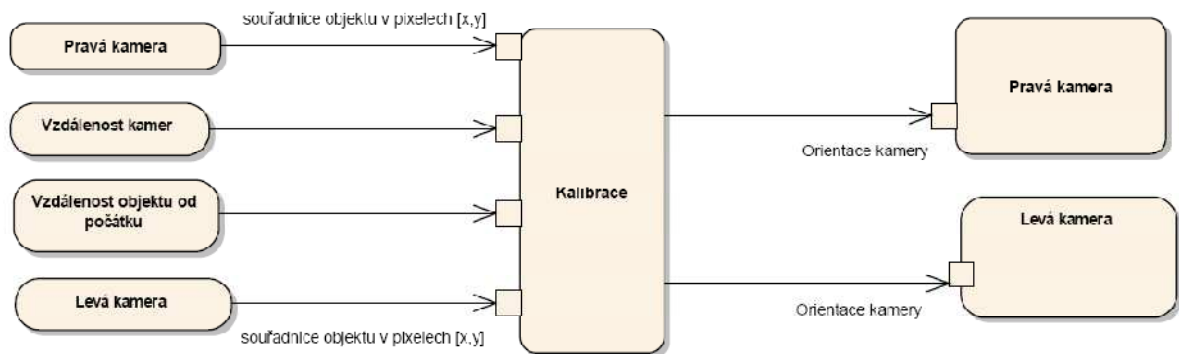 souřadnice objektu v pixelech [x,y]
Pravá kamera
Vzdálenost kamer
Vzdálenost objektu od
počátku
Levá kamera
souřadnice objektu v pixelech [x,y]
Kalibrace
Pravá kamera
Orientace kamery
Levá kamera
Orientace kamery